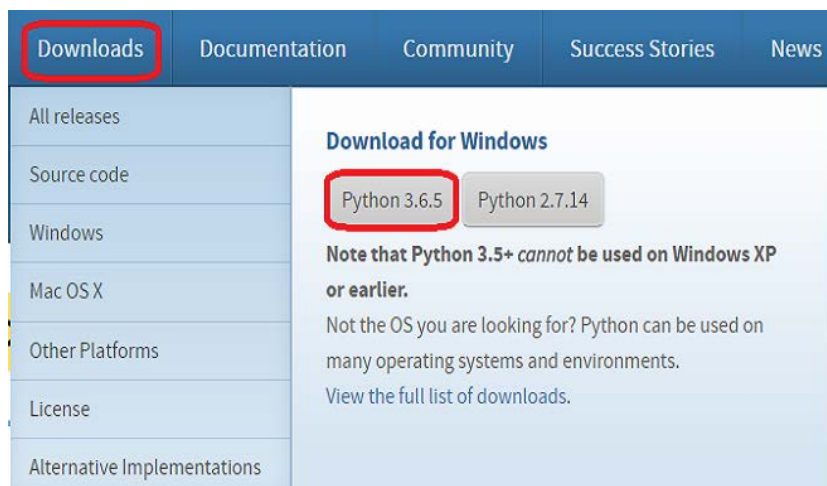 Downloads Documentation Community Success Stories News
All releases
Source code
Windows
Mac OS X
Other Platforms
License
Alternative Implementations
Download for Windows
Python 3.6.5 Python 2.7.14
Note that Python 3.5+ cannot be used on Windows XP
or earlier.
Not the OS you are looking for? Python can be used on
many operating systems and environments.
View the full list of downloads.